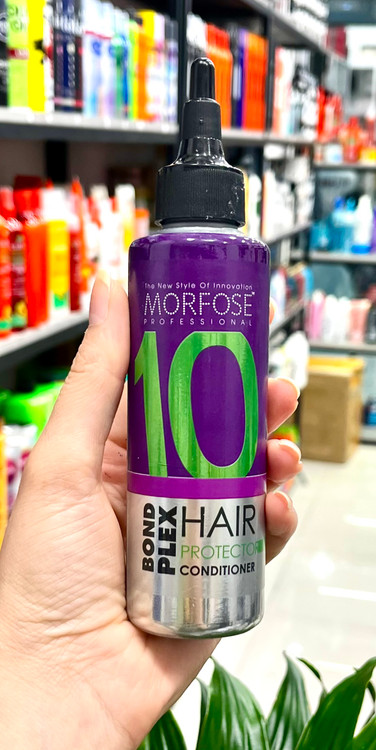 The New Style Of Innovation
MORFOSE
PROFESSIONAL
10
BOND
PLEX
HAIR
PROTECTOR
CONDITIONER